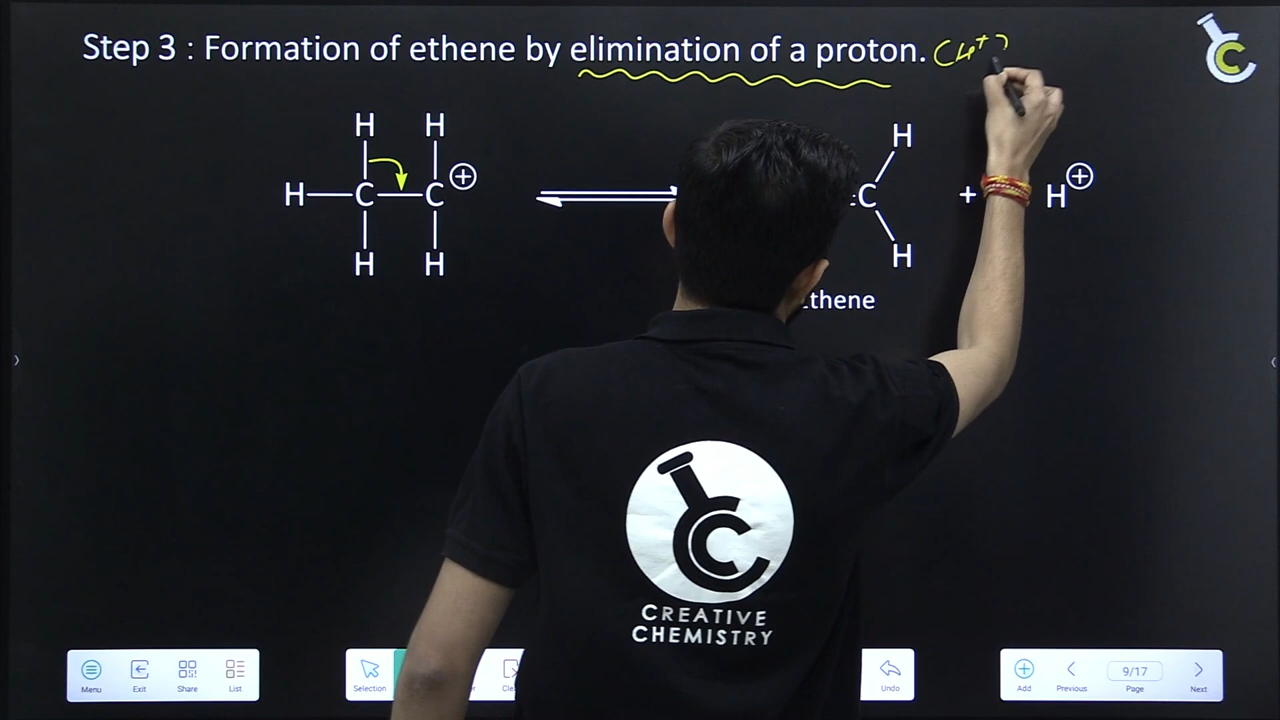 Step 3 : Formation of ethene by elimination of a proton. (H⁺)
H H H
H C C ⊕ C + H ⊕
H H H
Ethene
CREATIVE
CHEMISTRY
Menu Exit Share List Selection Undo Add Previous 9/17 Page Next